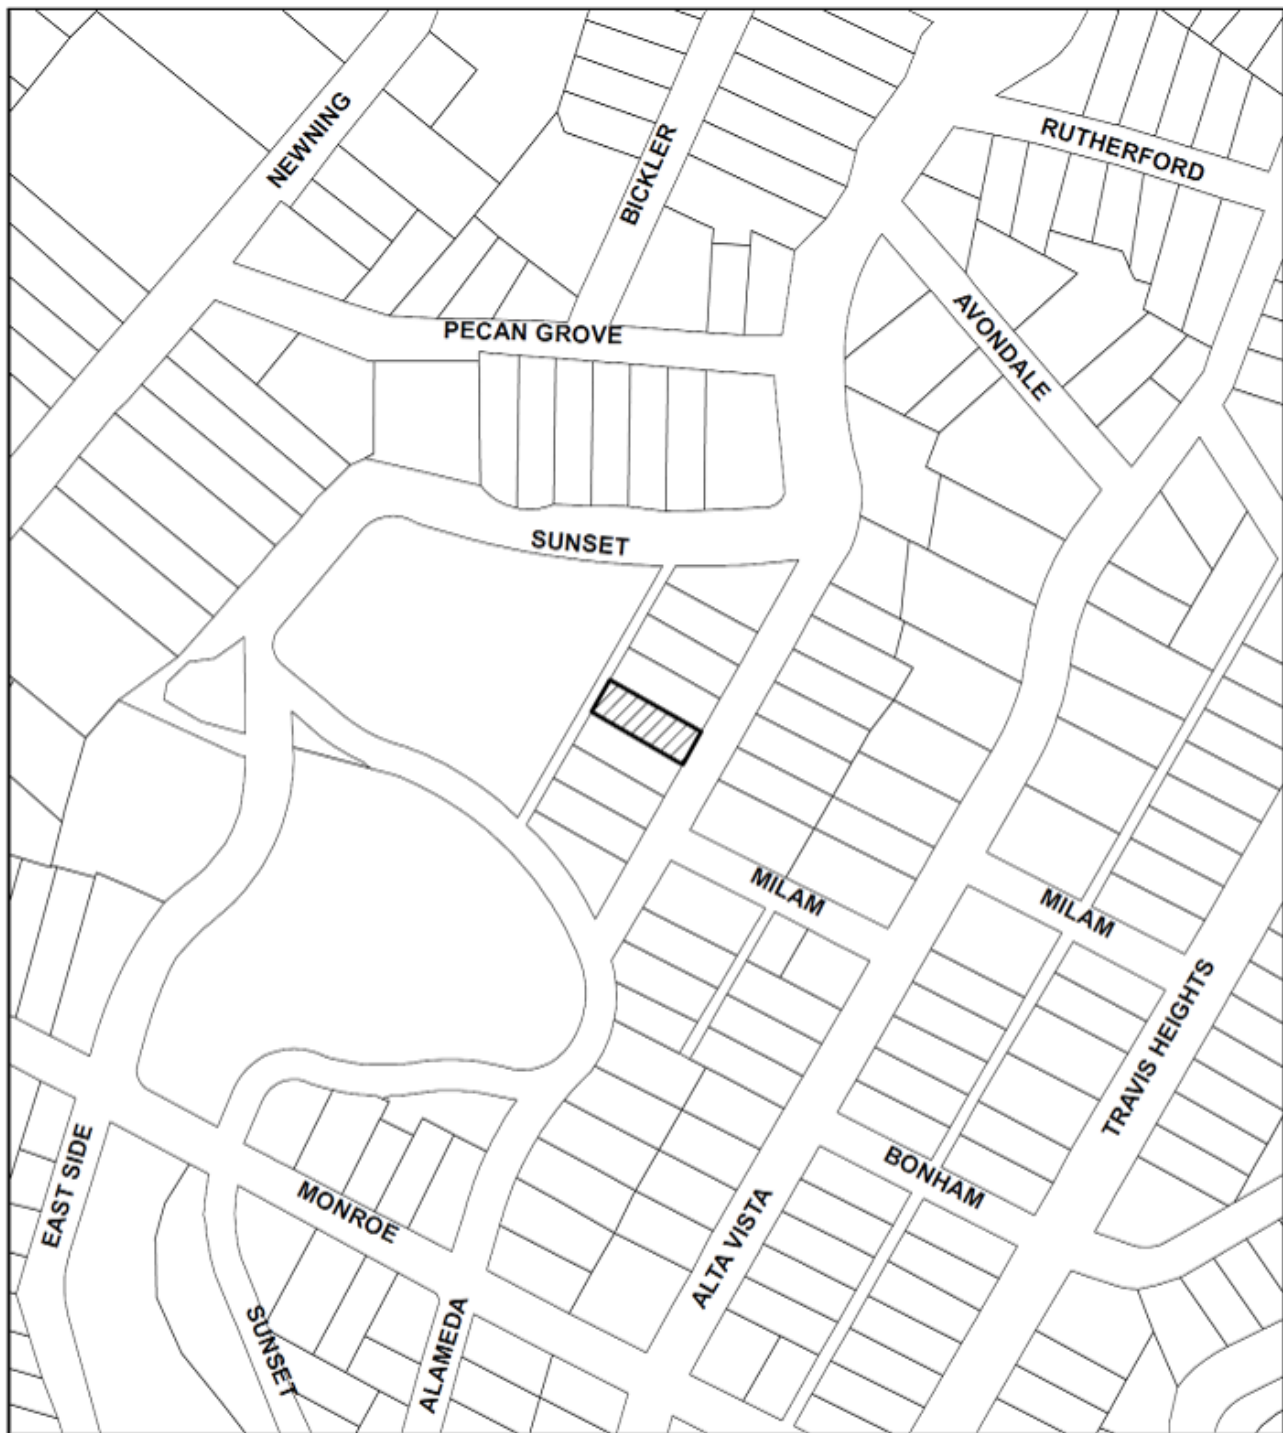 NEWNING
BICKLER
RUTHERFORD
PECAN GROVE
AVONDALE
SUNSET
MILAM
MILAM
TRAVIS HEIGHTS
EAST SIDE
MONROE
BONHAM
ALTA VISTA
SUNSET
ALAMEDA